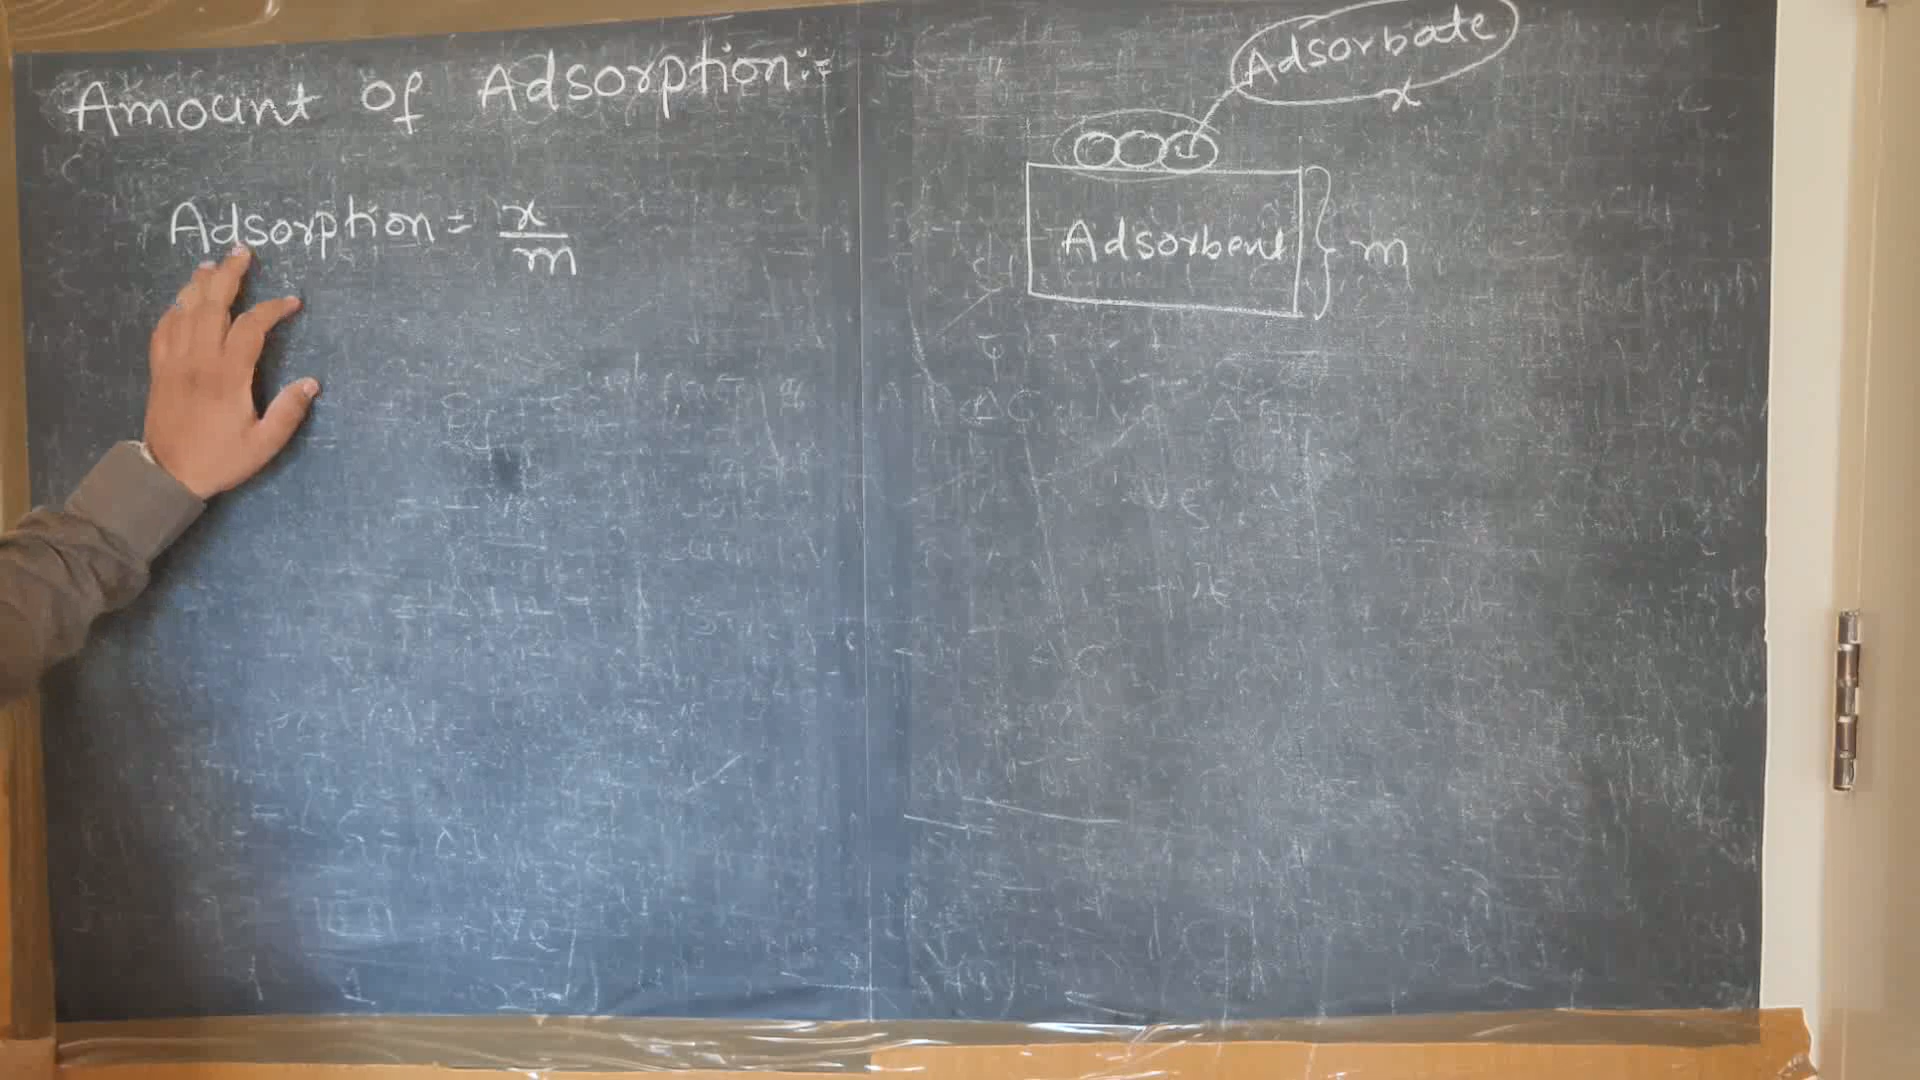 Amount of Adsorption:-
Adsorption = x/m
Adsorbate
x
Adsorbent
m